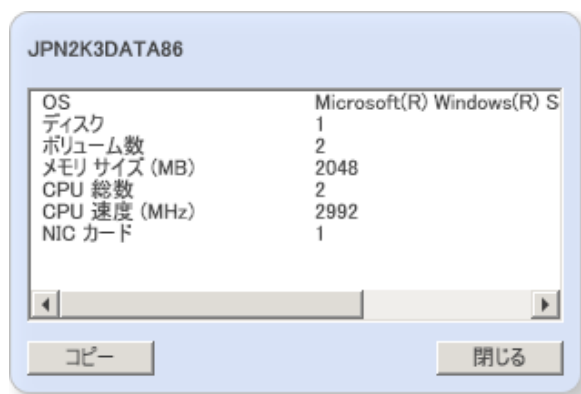 JPN2K3DATA86
OS Microsoft(R) Windows(R) S
ディスク 1
ボリューム数 2
メモリ サイズ (MB) 2048
CPU 総数 2
CPU 速度 (MHz) 2992
NIC カード 1
コピー 閉じる